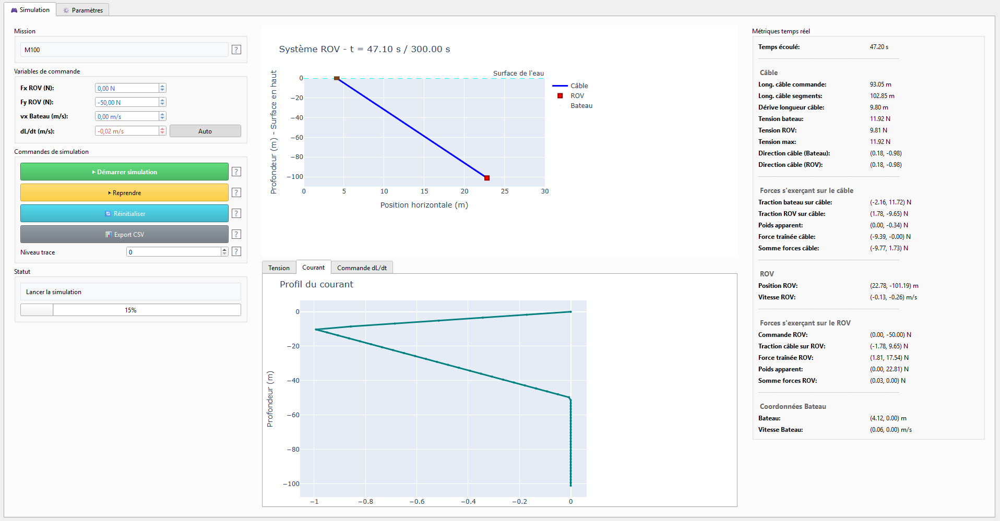 Simulation
Paramètres
Mission
M100
?
Variables de commande
Fx ROV (N):
0,00 N
Fy ROV (N):
-50,00 N
vx Bateau (m/s):
0,00 m/s
dL/dt (m/s):
-0,02 m/s
Auto
Commandes de simulation
Démarrer simulation
?
Reprendre
?
Réinitialiser
?
Export CSV
?
Niveau trace
0
?
Statut
Lancer la simulation
15%
Système ROV - t = 47.10 s / 300.00 s
Profondeur (m) - Surface en haut
Surface de l'eau
0
−20
−40
−60
−80
−100
0
5
10
15
20
25
30
Position horizontale (m)
Câble
ROV
Bateau
Tension
Courant
Commande dL/dt
Profil du courant
Profondeur (m)
0
−20
−40
−60
−80
−100
−1
−0.8
−0.6
−0.4
−0.2
0
Métriques temps réel
Temps écoulé: 47.20 s
Câble
Long. câble commande: 93.05 m
Long. câble segments: 102.85 m
Dérive longueur câble: 9.80 m
Tension bateau: 11.92 N
Tension ROV: 9.81 N
Tension max: 11.92 N
Direction câble (Bateau): (0.18, -0.98)
Direction câble (ROV): (0.18, -0.98)
Forces s'exerçant sur le câble
Traction bateau sur câble: (-2.16, 11.72) N
Traction ROV sur câble: (1.78, -9.65) N
Poids apparent: (0.00, -0.34) N
Force traînée câble: (-9.39, -0.00) N
Somme forces câble: (-9.77, 1.73) N
ROV
Position ROV: (22.78, -101.19) m
Vitesse ROV: (-0.13, -0.26) m/s
Forces s'exerçant sur le ROV
Commande ROV: (0.00, -50.00) N
Traction câble sur ROV: (-1.78, 9.65) N
Force traînée ROV: (1.81, 17.54) N
Poids apparent: (0.00, 22.81) N
Somme forces ROV: (0.03, 0.00) N
Coordonnées Bateau
Bateau: (4.12, 0.00) m
Vitesse Bateau: (0.06, 0.00) m/s